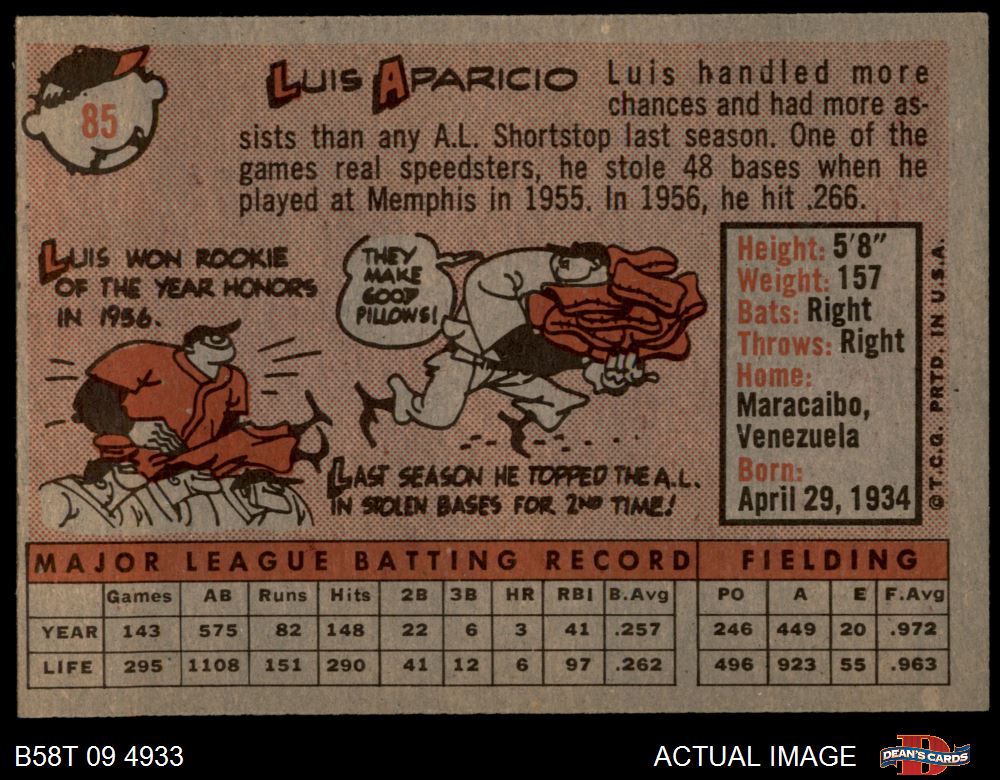 85
LUIS APARICIO Luis handled more
chances and had more as-
sists than any A.L. Shortstop last season. One of the
games real speedsters, he stole 48 bases when he
played at Memphis in 1955. In 1956, he hit .266.
LUIS WON ROOKIE
OF THE YEAR HONORS
IN 1956.
THEY
MAKE
GOOD
PILLOWS!
LAST SEASON HE TOPPED THE A.L.
IN STOLEN BASES FOR 2ND TIME!
Height: 5'8"
Weight: 157
Bats: Right
Throws: Right
Home:
Maracaibo,
Venezuela
Born:
April 29, 1934
©T.C.G. PRTD. IN U.S.A.
MAJOR LEAGUE BATTING RECORD FIELDING
Games AB Runs Hits 2B 3B HR RBI B.Avg PO A E F.Avg
YEAR 143 575 82 148 22 6 3 41 .257 246 449 20 .972
LIFE 295 1108 151 290 41 12 6 97 .262 496 923 55 .963
B58T 09 4933 ACTUAL IMAGE DEAN'S CARDS